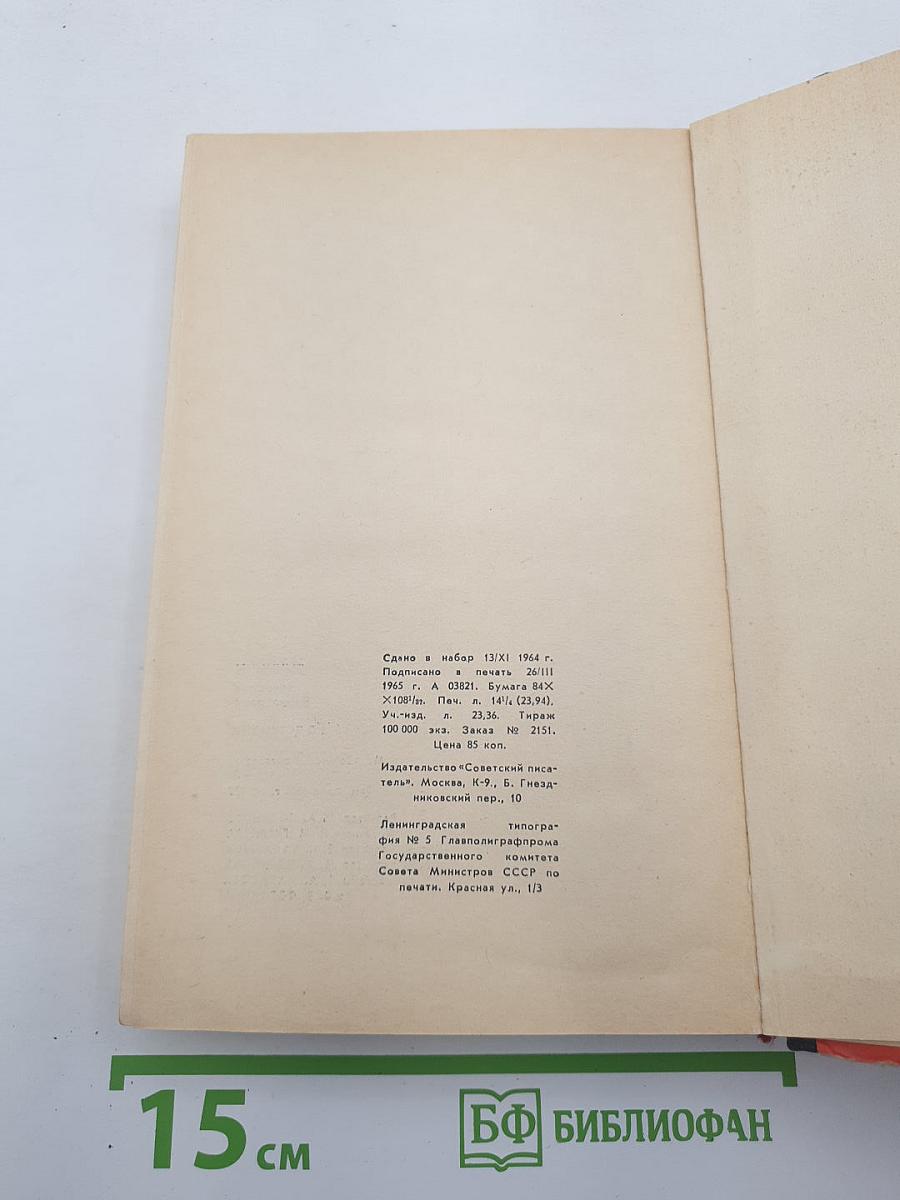 Сдано в набор 13/XI 1964 г.
Подписано в печать 26/III
1965 г. А 03821. Бумага 84×
×108¹/₃₂. Печ. л. 14¹/₄ (23,94).
Уч.-изд. л. 23,36. Тираж
100 000 экз. Заказ № 2151.
Цена 85 коп.
Издательство «Советский писа-
тель». Москва, К-9., Б. Гнезд-
никовский пер., 10
Ленинградская типогра-
фия № 5 Главполиграфпрома
Государственного комитета
Совета Министров СССР по
печати. Красная ул., 1/3
15 см
БФ БИБЛИОФАН